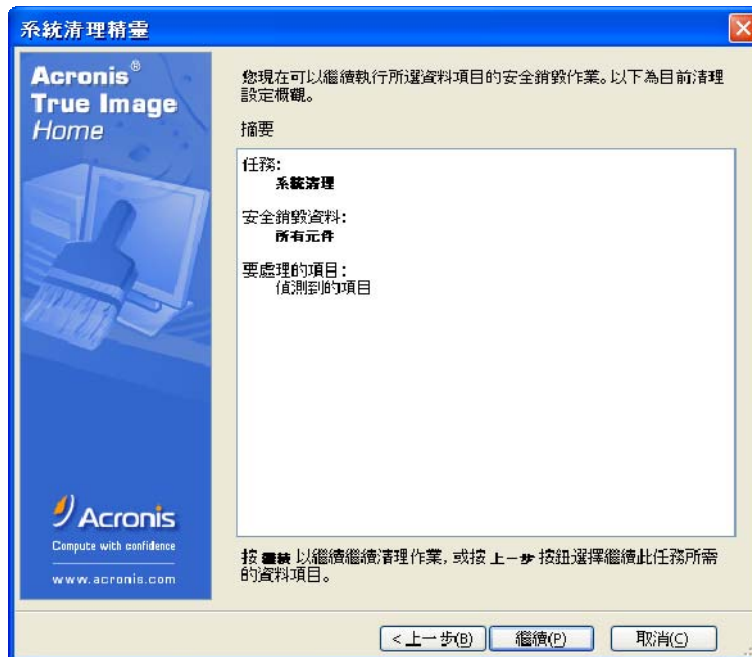 系統清理精靈
Acronis®
True Image
Home
您現在可以繼續執行所選資料項目的安全銷毀作業。以下為目前清理
設定概觀。
摘要
任務:
系統清理
安全銷毀資料:
所有元件
要處理的項目:
偵測到的項目
Acronis
Compute with confidence
www.acronis.com
按 繼續 以繼續繼續清理作業, 或按 上一步 按鈕選擇繼續此任務所需
的資料項目。
< 上一步(B)
繼續(P)
取消(C)